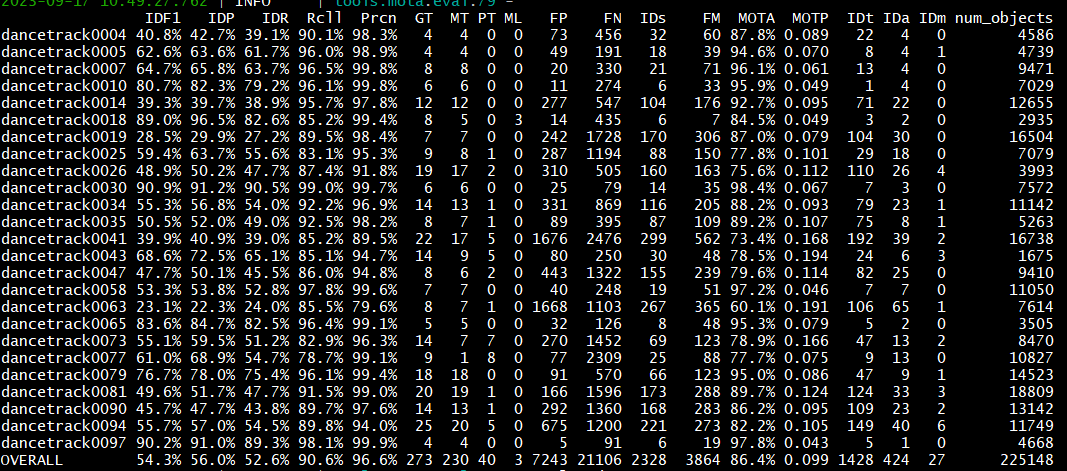 2023-09-17 10:49:27.762 | INFO | tools.mota.eval:79 -
IDF1 IDP IDR Rcll Prcn GT MT PT ML FP FN IDs FM MOTA MOTP IDt IDa IDm num_objects
dancetrack0004 40.8% 42.7% 39.1% 90.1% 98.3% 4 4 0 0 73 456 32 60 87.8% 0.089 22 4 0 4586
dancetrack0005 62.6% 63.6% 61.7% 96.0% 98.9% 4 4 0 0 49 191 18 39 94.6% 0.070 8 4 1 4739
dancetrack0007 64.7% 65.8% 63.7% 96.5% 99.8% 8 8 0 0 20 330 21 71 96.1% 0.061 13 4 0 9471
dancetrack0010 80.7% 82.3% 79.2% 96.1% 99.8% 6 6 0 0 11 274 6 33 95.9% 0.049 1 4 0 7029
dancetrack0014 39.3% 39.7% 38.9% 95.7% 97.8% 12 12 0 0 277 547 104 176 92.7% 0.095 71 22 0 12655
dancetrack0018 89.0% 96.5% 82.6% 85.2% 99.4% 8 5 0 3 14 435 6 7 84.5% 0.049 3 2 0 2935
dancetrack0019 28.5% 29.9% 27.2% 89.5% 98.4% 7 7 0 0 242 1728 170 306 87.0% 0.079 104 30 0 16504
dancetrack0025 59.4% 63.7% 55.6% 83.1% 95.3% 9 8 1 0 287 1194 88 150 77.8% 0.101 29 18 0 7079
dancetrack0026 48.9% 50.2% 47.7% 87.4% 91.8% 19 17 2 0 310 505 160 163 75.6% 0.112 110 26 4 3993
dancetrack0030 90.9% 91.2% 90.5% 99.0% 99.7% 6 6 0 0 25 79 14 35 98.4% 0.067 7 3 0 7572
dancetrack0034 55.3% 56.8% 54.0% 92.2% 96.9% 14 13 1 0 331 869 116 205 88.2% 0.093 79 23 1 11142
dancetrack0035 50.5% 52.0% 49.0% 92.5% 98.2% 8 7 1 0 89 395 87 109 89.2% 0.107 75 8 1 5263
dancetrack0041 39.9% 40.9% 39.0% 85.2% 89.5% 22 17 5 0 1676 2476 299 562 73.4% 0.168 192 39 2 16738
dancetrack0043 68.6% 72.5% 65.1% 85.1% 94.7% 14 9 5 0 80 250 30 48 78.5% 0.194 24 6 3 1675
dancetrack0047 47.7% 50.1% 45.5% 86.0% 94.8% 8 6 2 0 443 1322 155 239 79.6% 0.114 82 25 0 9410
dancetrack0058 53.3% 53.8% 52.8% 97.8% 99.6% 7 7 0 0 40 248 19 51 97.2% 0.046 7 7 0 11050
dancetrack0063 23.1% 22.3% 24.0% 85.5% 79.6% 8 7 1 0 1668 1103 267 365 60.1% 0.191 106 65 1 7614
dancetrack0065 83.6% 84.7% 82.5% 96.4% 99.1% 5 5 0 0 32 126 8 48 95.3% 0.079 5 2 0 3505
dancetrack0073 55.1% 59.5% 51.2% 82.9% 96.3% 14 7 7 0 270 1452 69 123 78.9% 0.166 47 13 2 8470
dancetrack0077 61.0% 68.9% 54.7% 78.7% 99.1% 9 1 8 0 77 2309 25 88 77.7% 0.075 9 13 0 10827
dancetrack0079 76.7% 78.0% 75.4% 96.1% 99.4% 18 18 0 0 91 570 66 123 95.0% 0.086 47 9 1 14523
dancetrack0081 49.6% 51.7% 47.7% 91.5% 99.0% 20 19 1 0 166 1596 173 288 89.7% 0.124 124 33 3 18809
dancetrack0090 45.7% 47.7% 43.8% 89.7% 97.6% 14 13 1 0 292 1360 168 283 86.2% 0.095 109 23 2 13142
dancetrack0094 55.7% 57.0% 54.5% 89.8% 94.0% 25 20 5 0 675 1200 221 273 82.2% 0.105 149 40 6 11749
dancetrack0097 90.2% 91.0% 89.3% 98.1% 99.9% 4 4 0 0 5 91 6 19 97.8% 0.043 5 1 0 4668
OVERALL 54.3% 56.0% 52.6% 90.6% 96.6% 273 230 40 3 7243 21106 2328 3864 86.4% 0.099 1428 424 27 225148